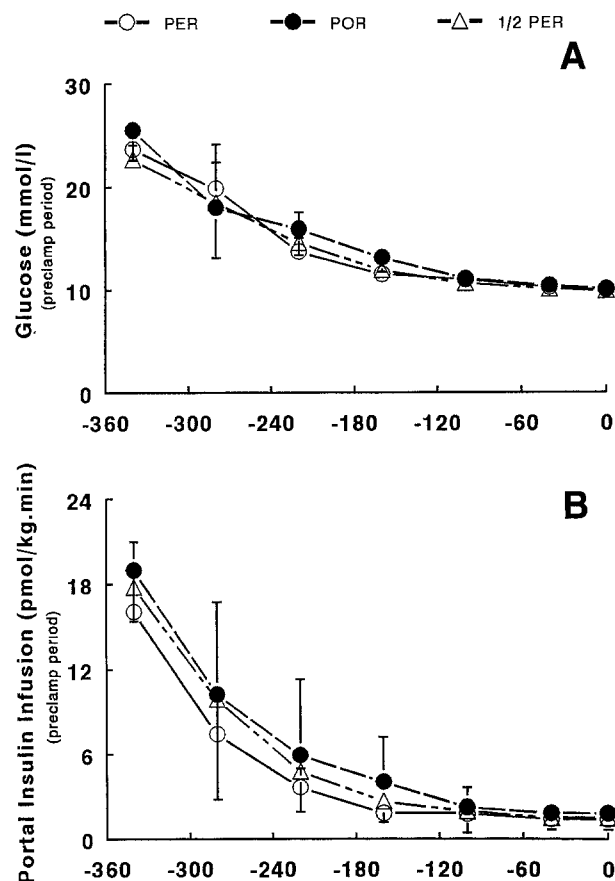 PER POR 1/2 PER
A
Glucose (mmol/l)
(preclamp period)
30
20
10
0
-360 -300 -240 -180 -120 -60 0
B
Portal Insulin Infusion (pmol/kg.min)
(preclamp period)
24
18
12
6
0
-360 -300 -240 -180 -120 -60 0